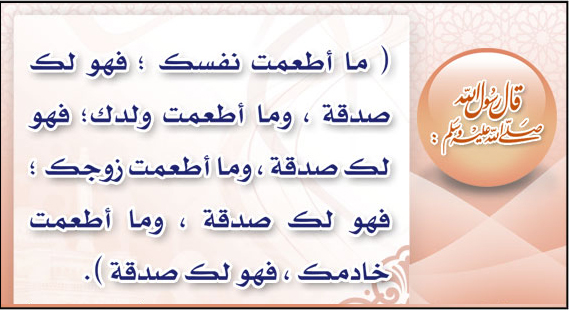 قال رسول الله
صلى الله عليه وسلم :
( ما أطعمت نفسك ؛ فهو لك
صدقة ، وما أطعمت ولدك؛ فهو
لك صدقة ، وما أطعمت زوجك ؛
فهو لك صدقة ، وما أطعمت
خادمك ، فهو لك صدقة ).